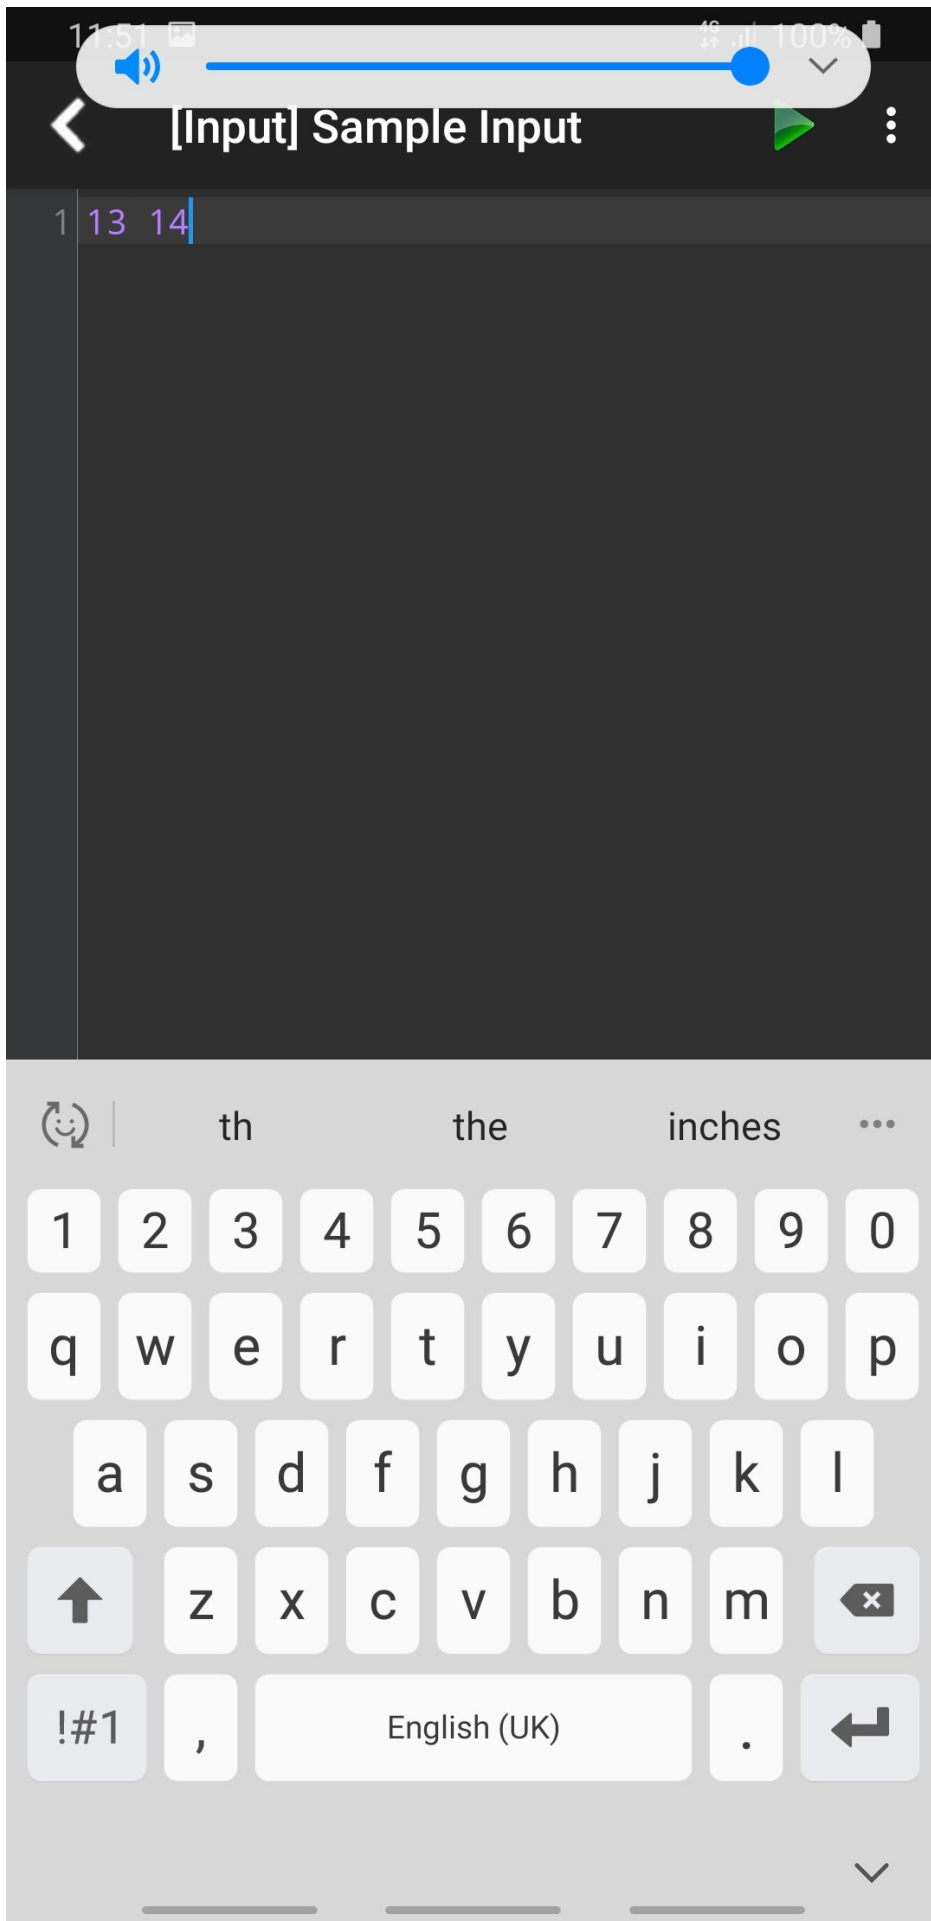 11:51 4G 100%
[Input] Sample Input
1 13 14
th the inches
1 2 3 4 5 6 7 8 9 0
q w e r t y u i o p
a s d f g h j k l
z x c v b n m
!#1 , English (UK) .